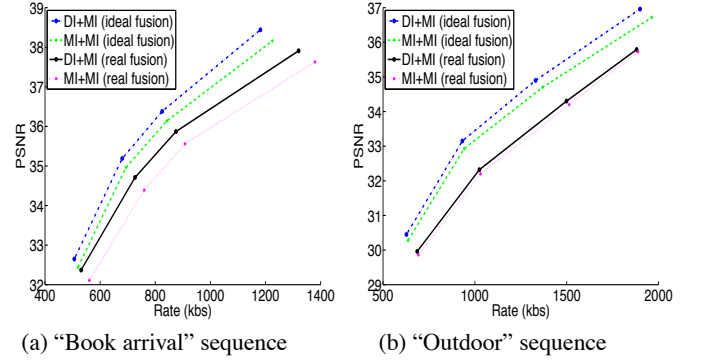 39
38
37
36
35
34
33
32
PSNR
DI+MI (ideal fusion)
MI+MI (ideal fusion)
DI+MI (real fusion)
MI+MI (real fusion)
400 600 800 1000 1200 1400
Rate (kbs)
(a) “Book arrival” sequence
37
36
35
34
33
32
31
30
29
PSNR
DI+MI (ideal fusion)
MI+MI (ideal fusion)
DI+MI (real fusion)
MI+MI (real fusion)
500 1000 1500 2000
Rate (kbs)
(b) “Outdoor” sequence